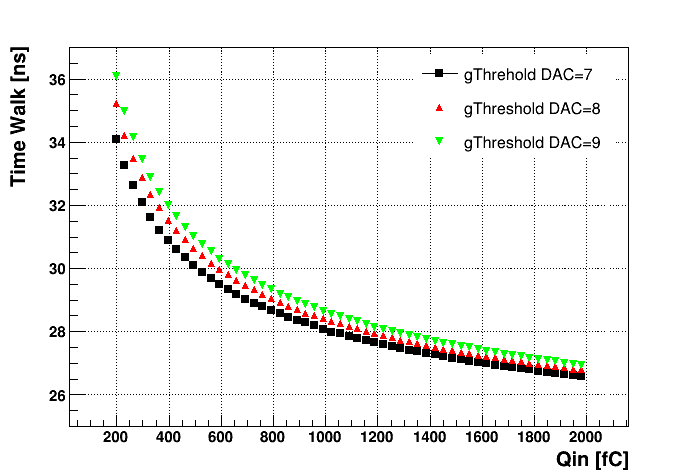 Time Walk [ns]
36
34
32
30
28
26
gThrehold DAC=7
gThreshold DAC=8
gThreshold DAC=9
200 400 600 800 1000 1200 1400 1600 1800 2000
Qin [fC]